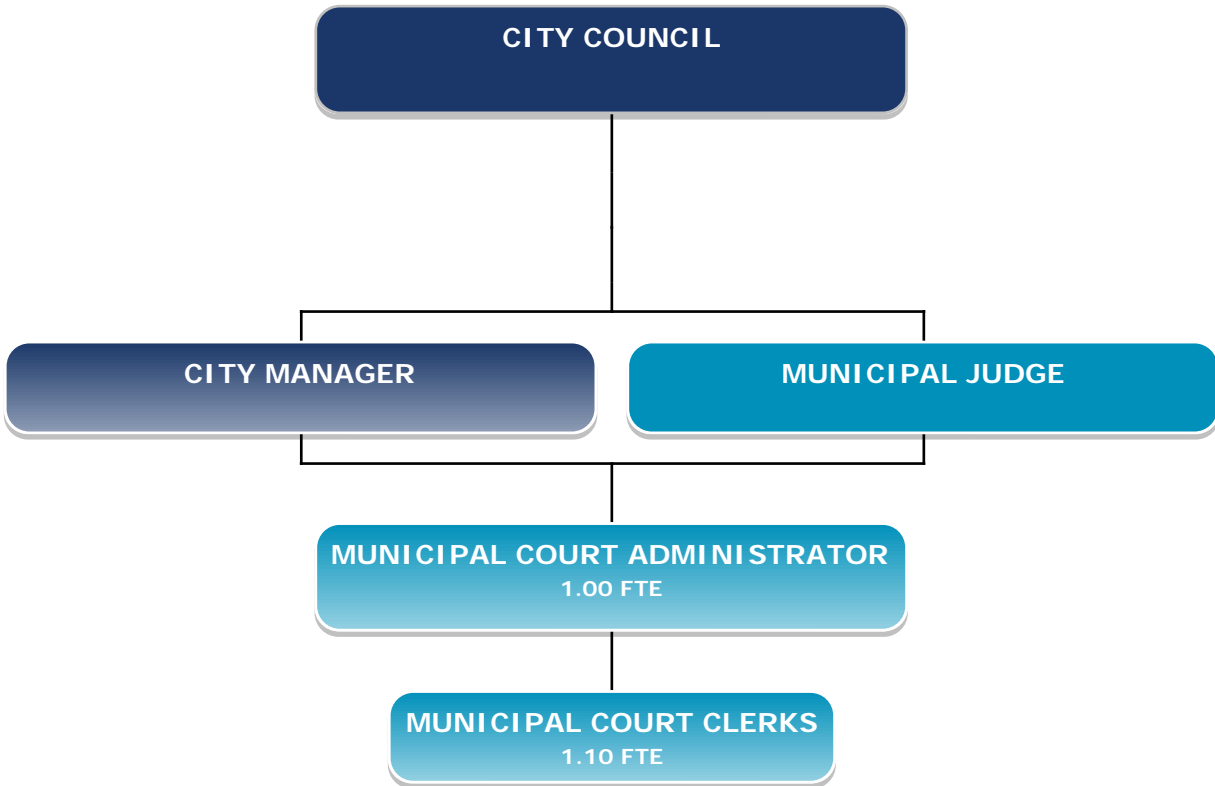 CITY COUNCIL
CITY MANAGER
MUNICIPAL JUDGE
MUNICIPAL COURT ADMINISTRATOR
1.00 FTE
MUNICIPAL COURT CLERKS
1.10 FTE